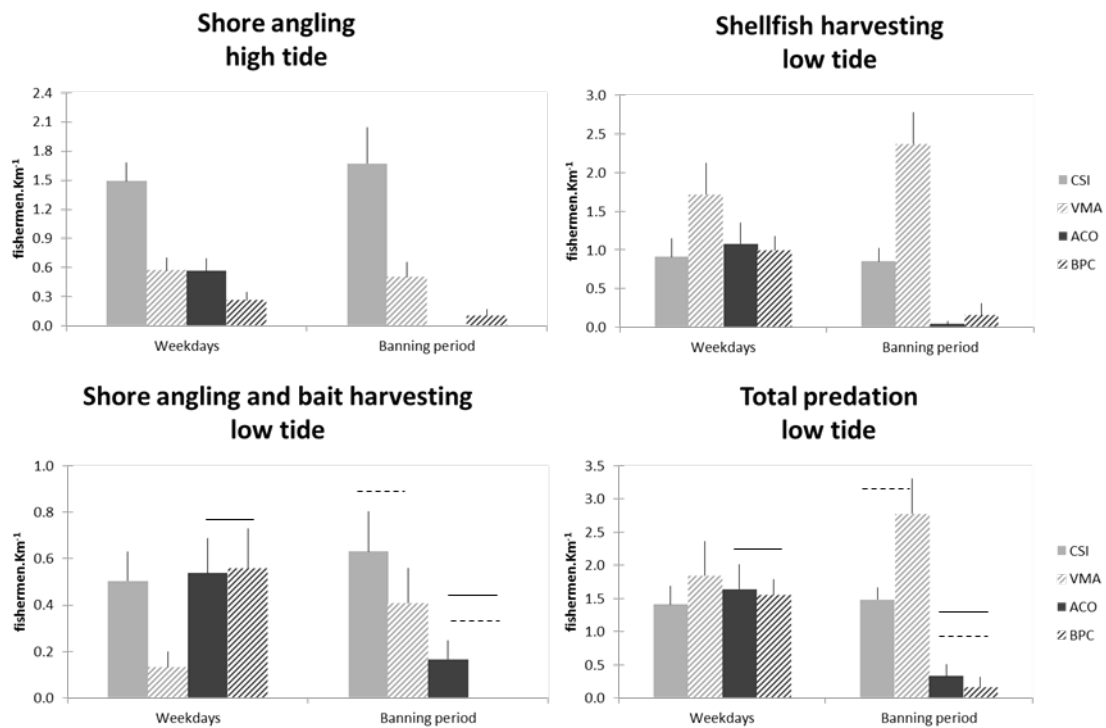 Shore angling
high tide
fishermen.Km-1
2.4
2.1
1.8
1.5
1.2
0.9
0.6
0.3
0.0
Weekdays
Banning period
Shellfish harvesting
low tide
fishermen.Km-1
3.0
2.5
2.0
1.5
1.0
0.5
0.0
Weekdays
Banning period
CSI
VMA
ACO
BPC
Shore angling and bait harvesting
low tide
fishermen.Km-1
1.0
0.8
0.6
0.4
0.2
0.0
Weekdays
Banning period
Total predation
low tide
fishermen.Km-1
3.5
3.0
2.5
2.0
1.5
1.0
0.5
0.0
Weekdays
Banning period
CSI
VMA
ACO
BPC